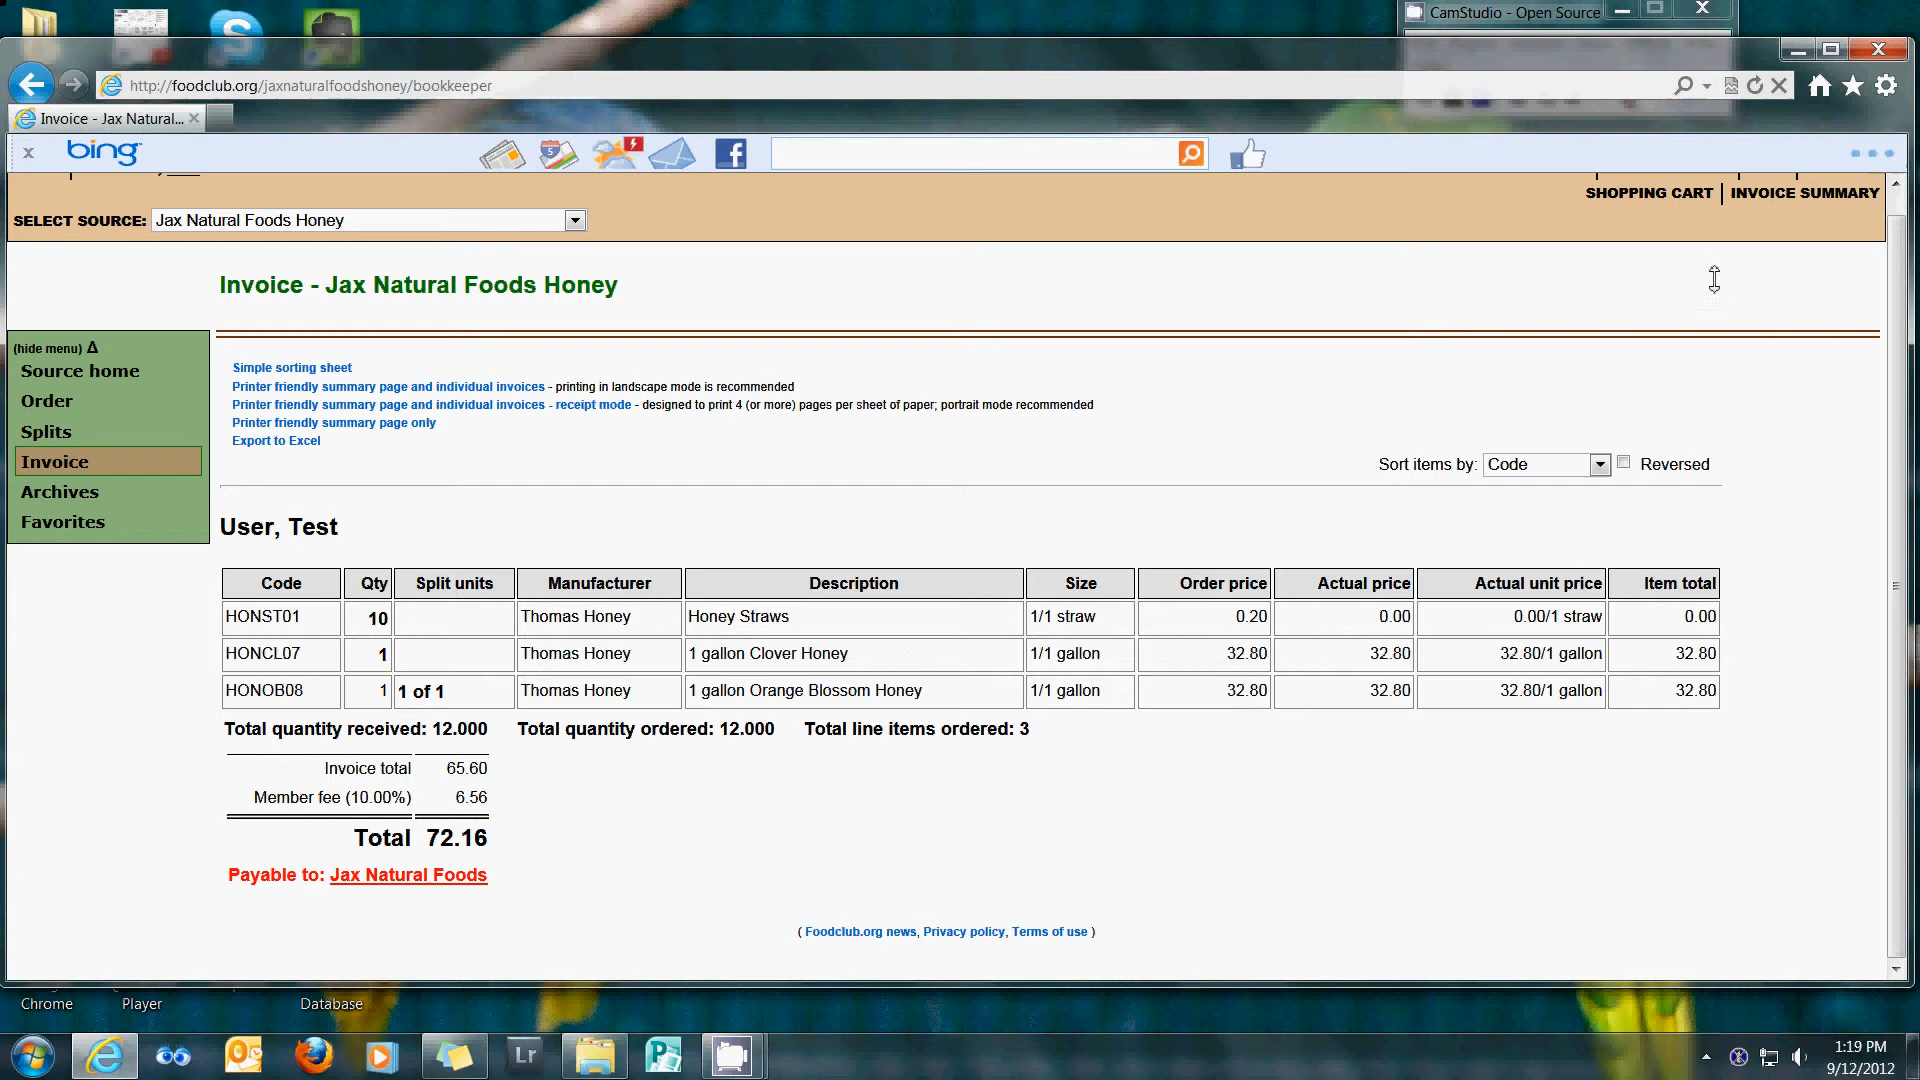 CamStudio - Open Source
http://foodclub.org/jaxnaturalfoodshoney/bookkeeper
Invoice - Jax Natural...
x bing
SHOPPING CART | INVOICE SUMMARY
SELECT SOURCE: Jax Natural Foods Honey
Invoice - Jax Natural Foods Honey
(hide menu) Δ
Source home
Order
Splits
Invoice
Archives
Favorites
Simple sorting sheet
Printer friendly summary page and individual invoices - printing in landscape mode is recommended
Printer friendly summary page and individual invoices - receipt mode - designed to print 4 (or more) pages per sheet of paper; portrait mode recommended
Printer friendly summary page only
Export to Excel
Sort items by: Code Reversed
User, Test
Code Qty Split units Manufacturer Description Size Order price Actual price Actual unit price Item total
HONST01 10 Thomas Honey Honey Straws 1/1 straw 0.20 0.00 0.00/1 straw 0.00
HONCL07 1 Thomas Honey 1 gallon Clover Honey 1/1 gallon 32.80 32.80 32.80/1 gallon 32.80
HONOB08 1 1 of 1 Thomas Honey 1 gallon Orange Blossom Honey 1/1 gallon 32.80 32.80 32.80/1 gallon 32.80
Total quantity received: 12.000 Total quantity ordered: 12.000 Total line items ordered: 3
Invoice total 65.60
Member fee (10.00%) 6.56
Total 72.16
Payable to: Jax Natural Foods
( Foodclub.org news, Privacy policy, Terms of use )
Chrome Player Database
Lr
1:19 PM
9/12/2012